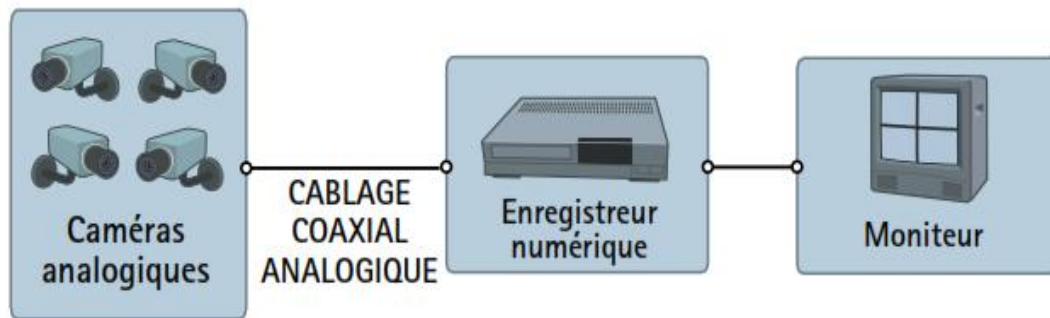 Caméras
analogiques
CABLAGE
COAXIAL
ANALOGIQUE
Enregistreur
numérique
Moniteur